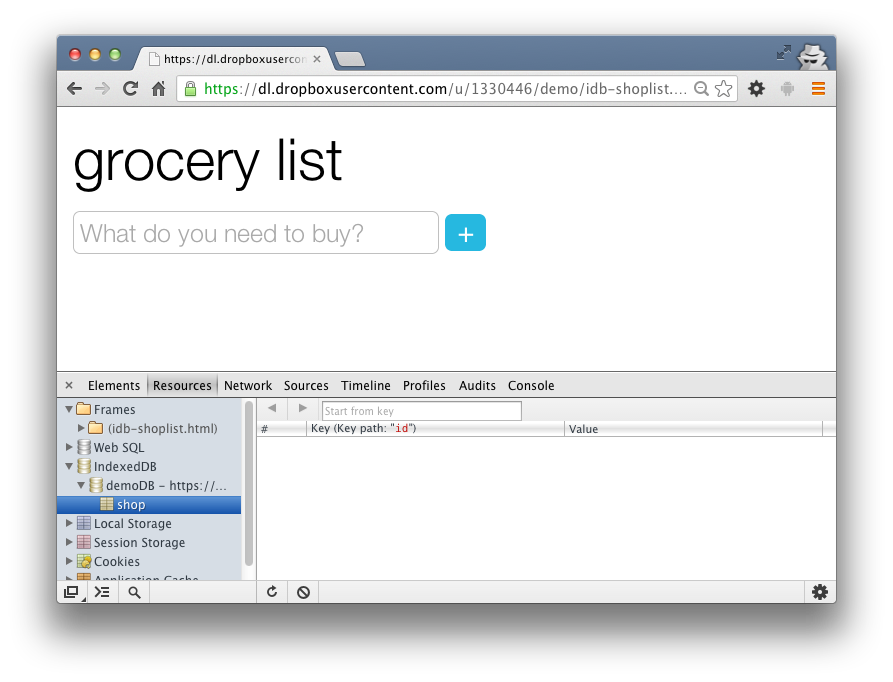 https://dl.dropboxusercon
https://dl.dropboxusercontent.com/u/1330446/demo/idb-shoplist....
grocery list
What do you need to buy?
+
Elements Resources Network Sources Timeline Profiles Audits Console
Frames
(idb-shoplist.html)
Web SQL
IndexedDB
demoDB - https://...
shop
Local Storage
Session Storage
Cookies
Application Cache
Start from key
# Key (Key path: "id") Value